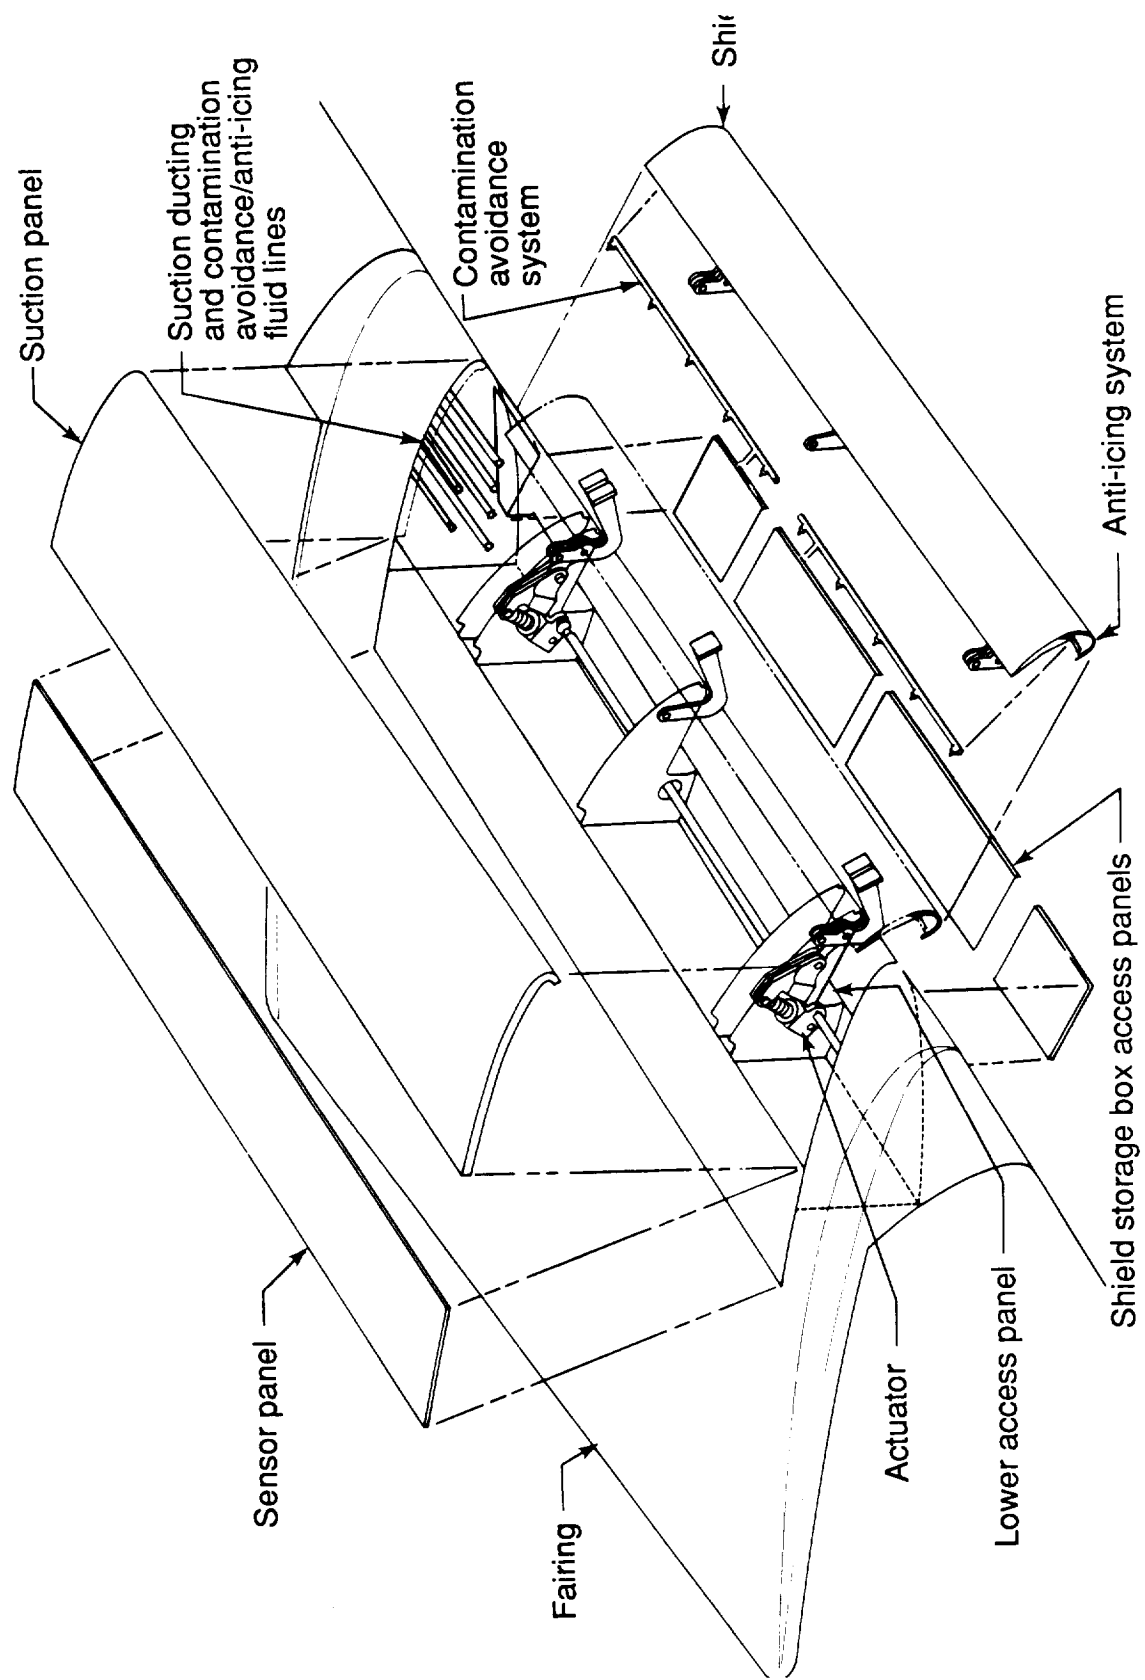 Suction panel
Suction ducting
and contamination
avoidance/anti-icing
fluid lines
Contamination
avoidance
system
Sensor panel
Fairing
Actuator
Lower access panel
Shield storage box access panels
Anti-icing system